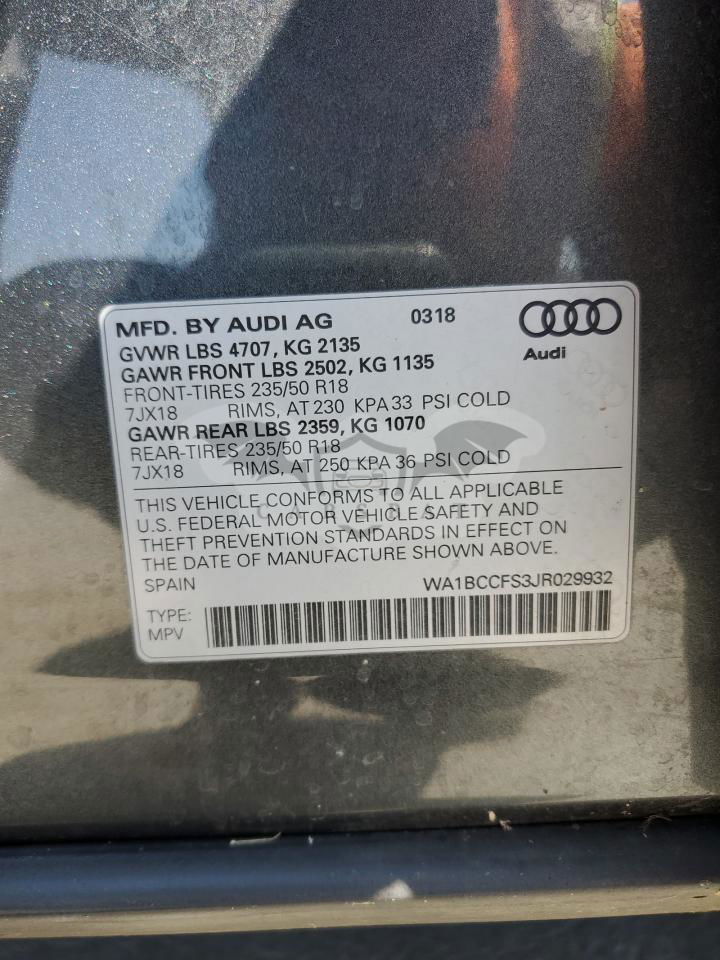 MFD. BY AUDI AG 0318
GVWR LBS 4707, KG 2135
Audi
GAWR FRONT LBS 2502, KG 1135
FRONT-TIRES 235/50 R18
7JX18 RIMS, AT 230 KPA 33 PSI COLD
GAWR REAR LBS 2359, KG 1070
REAR-TIRES 235/50 R18
7JX18 RIMS, AT 250 KPA 36 PSI COLD
THIS VEHICLE CONFORMS TO ALL APPLICABLE
U.S. FEDERAL MOTOR VEHICLE SAFETY AND
THEFT PREVENTION STANDARDS IN EFFECT ON
THE DATE OF MANUFACTURE SHOWN ABOVE.
SPAIN WA1BCCFS3JR029932
TYPE:
MPV